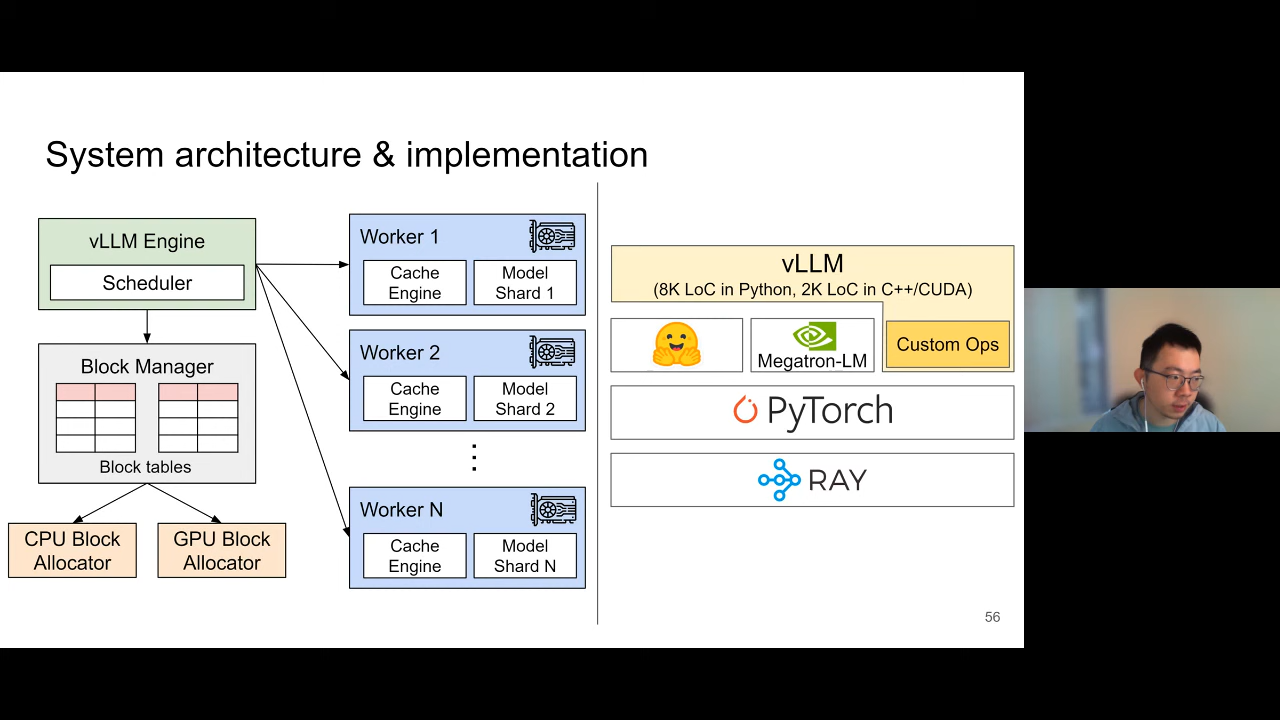 System architecture & implementation
vLLM Engine
Scheduler
Block Manager
Block tables
CPU Block
Allocator
GPU Block
Allocator
Worker 1
Cache
Engine
Model
Shard 1
Worker 2
Cache
Engine
Model
Shard 2
Worker N
Cache
Engine
Model
Shard N
vLLM
(8K LoC in Python, 2K LoC in C++/CUDA)
Megatron-LM
Custom Ops
PyTorch
RAY
56